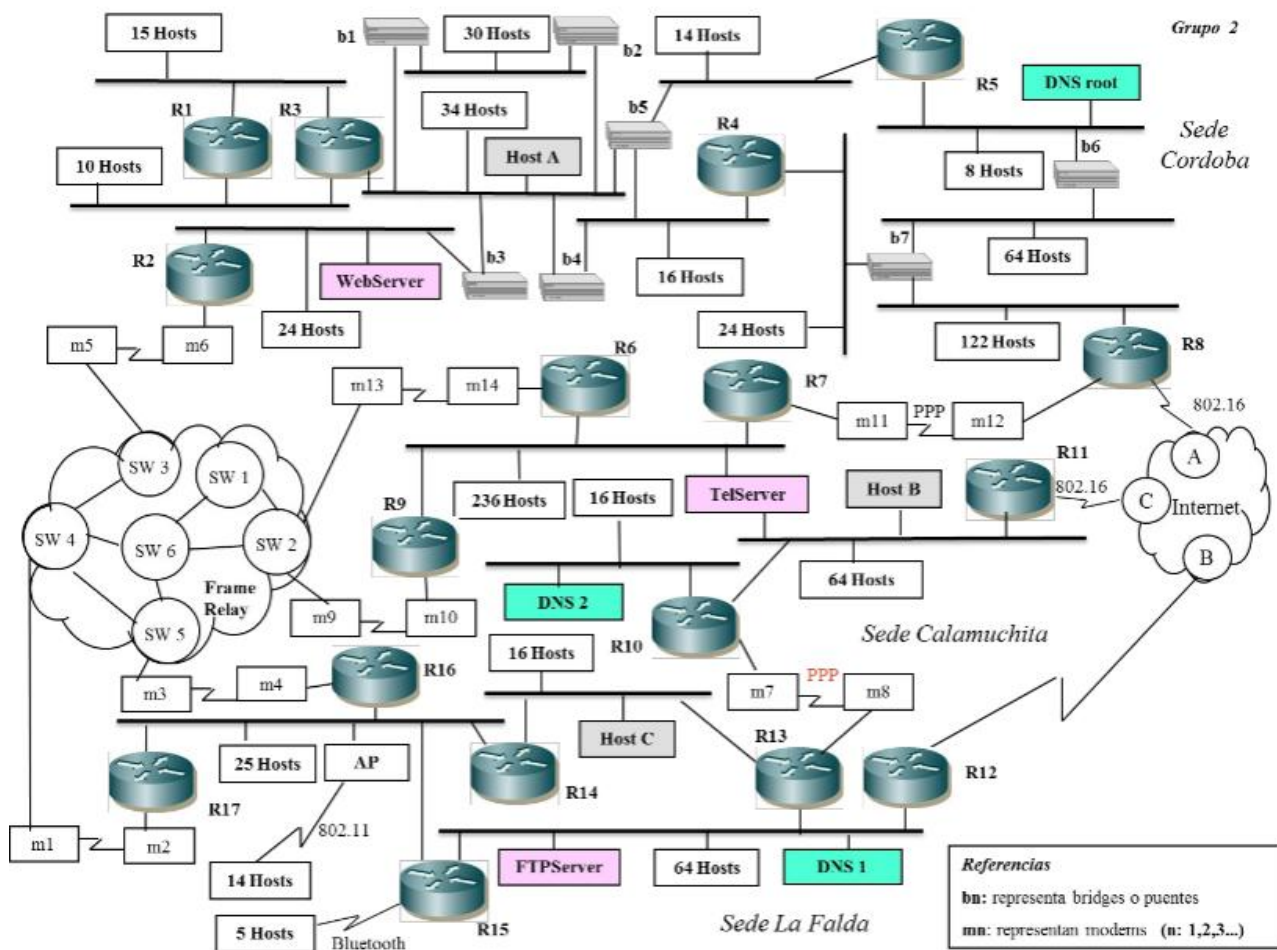 15 Hosts
b1
30 Hosts
b2
14 Hosts
Grupo 2
R1
R3
34 Hosts
b5
R4
R5
DNS root
Sede
Cordoba
10 Hosts
Host A
8 Hosts
b6
R2
WebServer
b3
b4
16 Hosts
b7
64 Hosts
24 Hosts
24 Hosts
122 Hosts
R8
m5
m6
R6
m13
m14
R7
m11
PPP
m12
802.16
SW 3
SW 1
SW 4
SW 6
SW 2
Frame
Relay
SW 5
R9
236 Hosts
16 Hosts
TelServer
Host B
R11
802.16
A
C
Internet
B
64 Hosts
m9
m10
DNS 2
R10
Sede Calamuchita
R16
16 Hosts
m3
m4
m7
PPP
m8
Host C
R13
R12
25 Hosts
AP
R17
R14
m1
m2
802.11
14 Hosts
FTPServer
64 Hosts
DNS 1
5 Hosts
Bluetooth
R15
Sede La Falda
Referencias
bn: representa bridges o puentes
mn: representan modems (n: 1,2,3...)